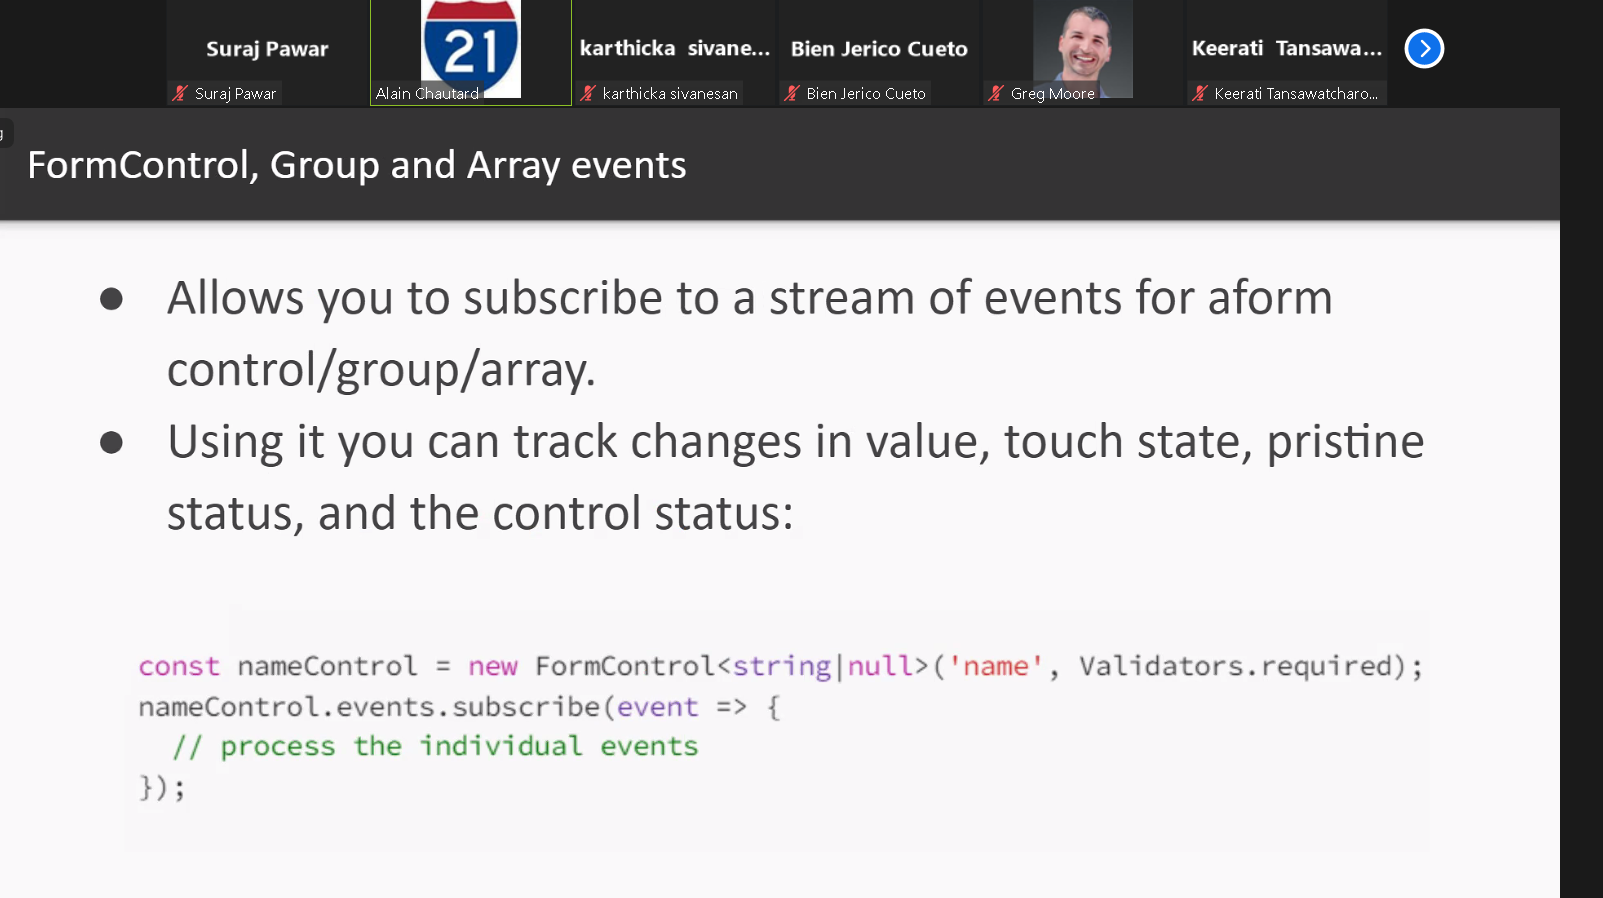 Suraj Pawar
21
karthicka sivane...
Bien Jerico Cueto
Keerati Tansawa...
Suraj Pawar
Alain Chautard
karthicka sivanesan
Bien Jerico Cueto
Greg Moore
Keerati Tansawatcharo...
g
FormControl, Group and Array events
● Allows you to subscribe to a stream of events for aform
control/group/array.
● Using it you can track changes in value, touch state, pristine
status, and the control status:
const nameControl = new FormControl<string|null>('name', Validators.required);
nameControl.events.subscribe(event => {
// process the individual events
});